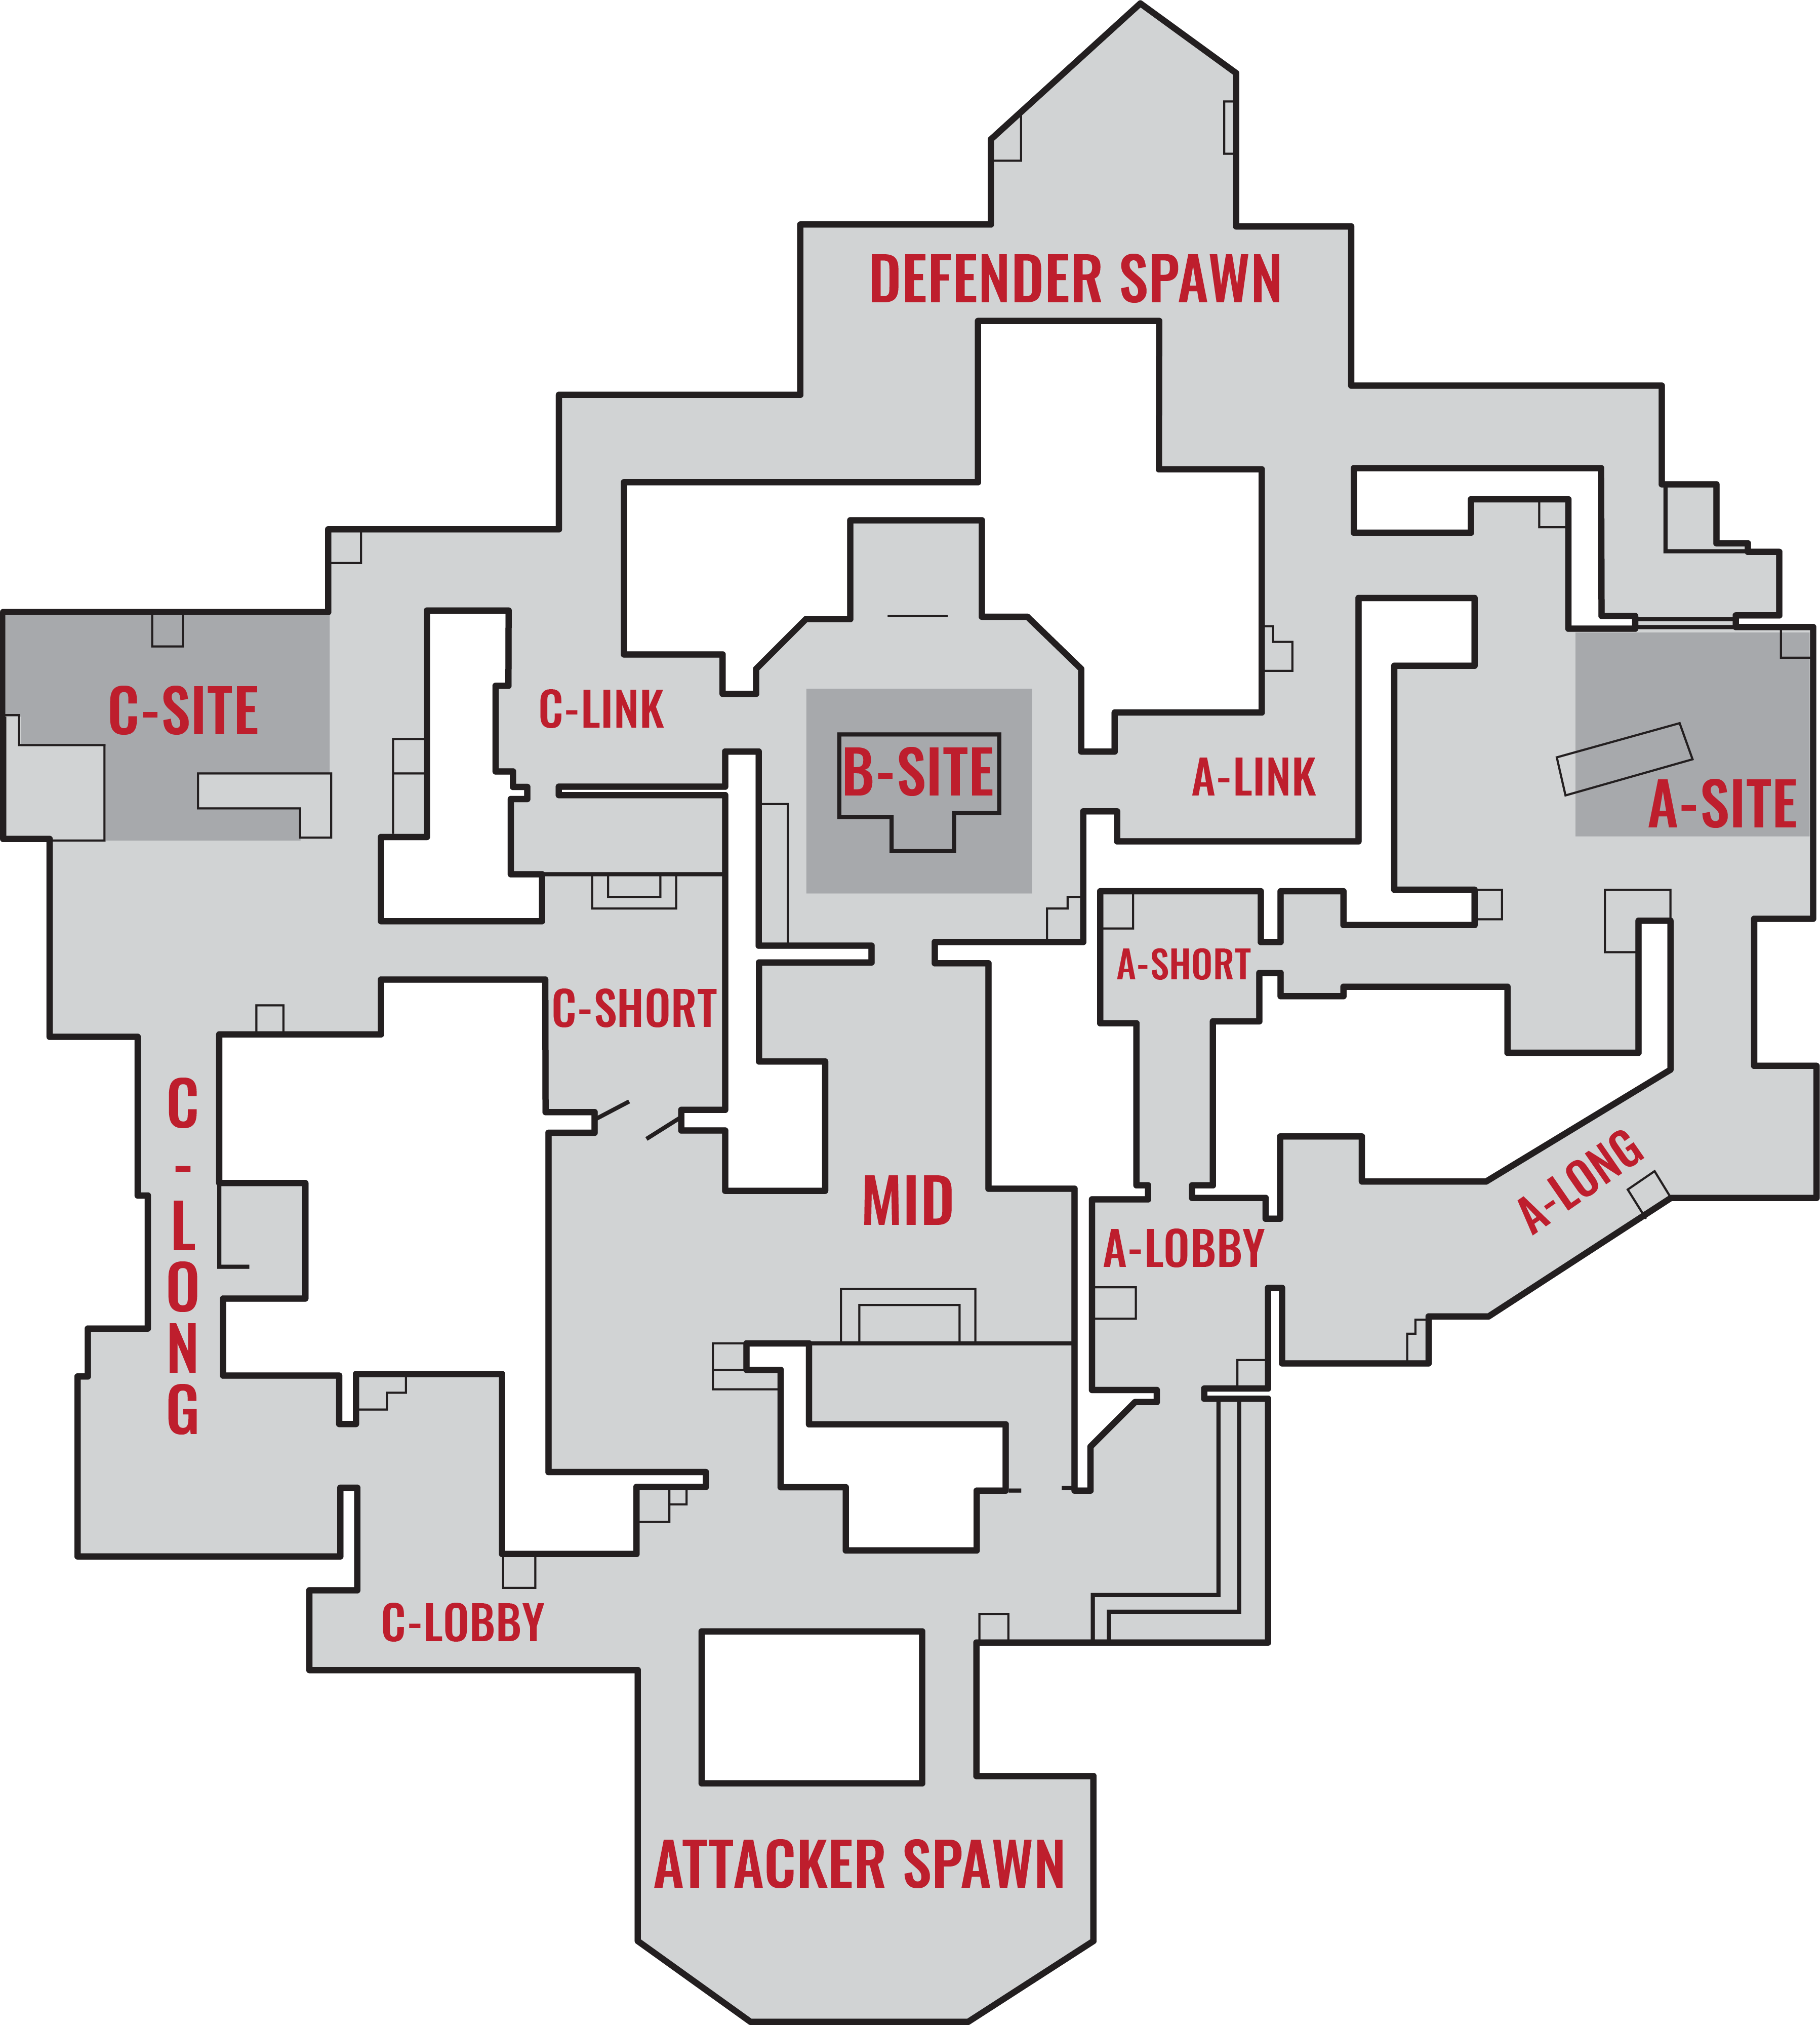 DEFENDER SPAWN
C-SITE
C-LINK
B-SITE
A-LINK
A-SITE
A-SHORT
C-SHORT
C-LONG
MID
A-LOBBY
A-LONG
C-LOBBY
ATTACKER SPAWN